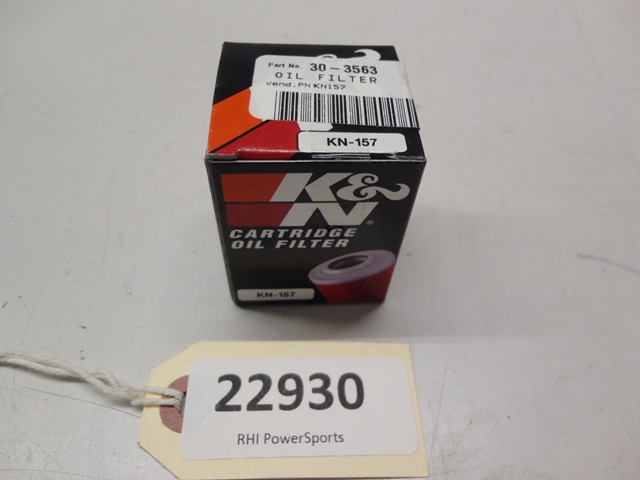 Part No. 30-3563
OIL FILTER
Vend.PN KN157
KN-157
K&N®
CARTRIDGE
OIL FILTER
KN-157
22930
RHI PowerSports